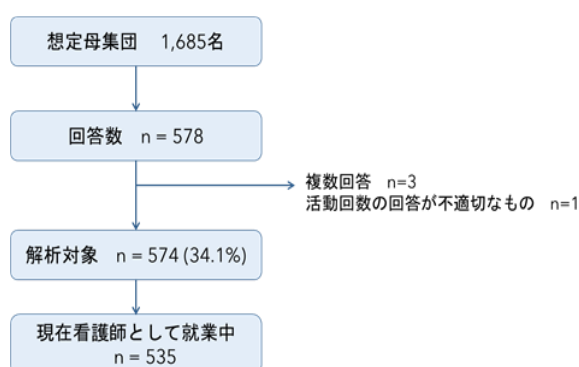 想定母集団 1,685名
回答数 n = 578
複数回答 n=3
活動回数の回答が不適切なもの n=1
解析対象 n = 574 (34.1%)
現在看護師として就業中
n = 535